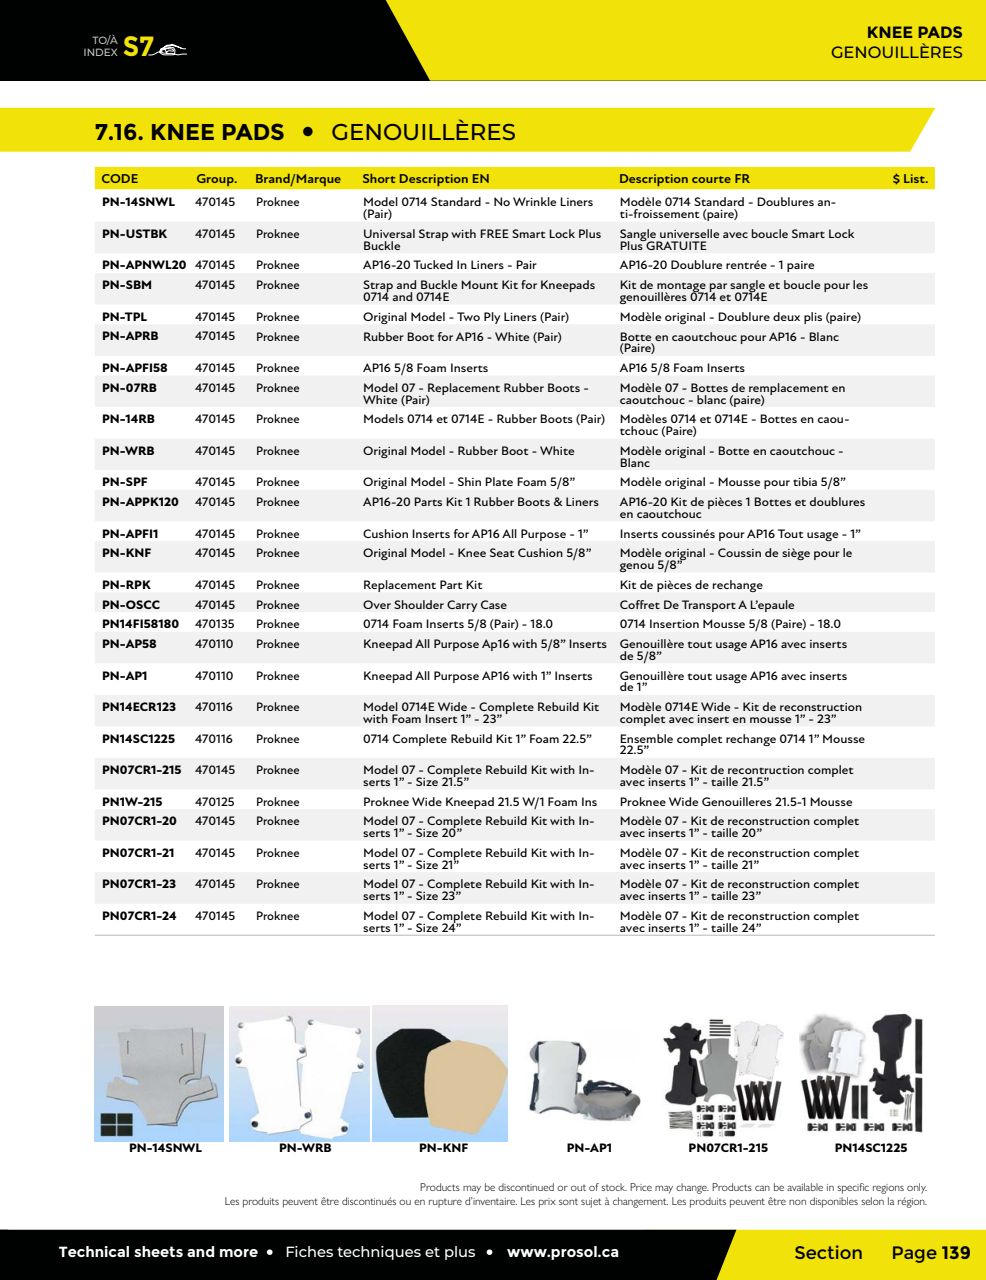 TO/À
INDEX S7
KNEE PADS
GENOUILLÈRES
7.16. KNEE PADS • GENOUILLÈRES
CODE Group. Brand/Marque Short Description EN Description courte FR $ List.
PN-14SNWL 470145 Proknee Model 0714 Standard - No Wrinkle Liners Modèle 0714 Standard - Doublures an-
(Pair) ti-froissement (paire)
PN-USTBK 470145 Proknee Universal Strap with FREE Smart Lock Plus Sangle universelle avec boucle Smart Lock
Buckle Plus GRATUITE
PN-APNWL20 470145 Proknee AP16-20 Tucked In Liners - Pair AP16-20 Doublure rentrée - 1 paire
PN-SBM 470145 Proknee Strap and Buckle Mount Kit for Kneepads Kit de montage par sangle et boucle pour les
0714 and 0714E genouillères 0714 et 0714E
PN-TPL 470145 Proknee Original Model - Two Ply Liners (Pair) Modèle original - Doublure deux plis (paire)
PN-APRB 470145 Proknee Rubber Boot for AP16 - White (Pair) Botte en caoutchouc pour AP16 - Blanc
(Paire)
PN-APFI58 470145 Proknee AP16 5/8 Foam Inserts AP16 5/8 Foam Inserts
PN-07RB 470145 Proknee Model 07 - Replacement Rubber Boots - Modèle 07 - Bottes de remplacement en
White (Pair) caoutchouc - blanc (paire)
PN-14RB 470145 Proknee Models 0714 et 0714E - Rubber Boots (Pair) Modèles 0714 et 0714E - Bottes en caou-
tchouc (Paire)
PN-WRB 470145 Proknee Original Model - Rubber Boot - White Modèle original - Botte en caoutchouc -
Blanc
PN-SPF 470145 Proknee Original Model - Shin Plate Foam 5/8” Modèle original - Mousse pour tibia 5/8”
PN-APPK120 470145 Proknee AP16-20 Parts Kit 1 Rubber Boots & Liners AP16-20 Kit de pièces 1 Bottes et doublures
en caoutchouc
PN-APFI1 470145 Proknee Cushion Inserts for AP16 All Purpose - 1” Inserts coussinés pour AP16 Tout usage - 1”
PN-KNF 470145 Proknee Original Model - Knee Seat Cushion 5/8” Modèle original - Coussin de siège pour le
genou 5/8”
PN-RPK 470145 Proknee Replacement Part Kit Kit de pièces de rechange
PN-OSCC 470145 Proknee Over Shoulder Carry Case Coffret De Transport A L’epaule
PN14FI58180 470135 Proknee 0714 Foam Inserts 5/8 (Pair) - 18.0 0714 Insertion Mousse 5/8 (Paire) - 18.0
PN-AP58 470110 Proknee Kneepad All Purpose Ap16 with 5/8” Inserts Genouillère tout usage AP16 avec inserts
de 5/8”
PN-AP1 470110 Proknee Kneepad All Purpose AP16 with 1” Inserts Genouillère tout usage AP16 avec inserts
de 1”
PN14ECR123 470116 Proknee Model 0714E Wide - Complete Rebuild Kit Modèle 0714E Wide - Kit de reconstruction
with Foam Insert 1” - 23” complet avec insert en mousse 1” - 23”
PN14SC1225 470116 Proknee 0714 Complete Rebuild Kit 1” Foam 22.5” Ensemble complet rechange 0714 1” Mousse
22.5”
PN07CR1-215 470145 Proknee Model 07 - Complete Rebuild Kit with In- Modèle 07 - Kit de recontruction complet
serts 1” - Size 21.5” avec inserts 1” - taille 21.5”
PN1W-215 470125 Proknee Proknee Wide Kneepad 21.5 W/1 Foam Ins Proknee Wide Genouilleres 21.5-1 Mousse
PN07CR1-20 470145 Proknee Model 07 - Complete Rebuild Kit with In- Modèle 07 - Kit de reconstruction complet
serts 1” - Size 20” avec inserts 1” - taille 20”
PN07CR1-21 470145 Proknee Model 07 - Complete Rebuild Kit with In- Modèle 07 - Kit de reconstruction complet
serts 1” - Size 21” avec inserts 1” - taille 21”
PN07CR1-23 470145 Proknee Model 07 - Complete Rebuild Kit with In- Modèle 07 - Kit de reconstruction complet
serts 1” - Size 23” avec inserts 1” - taille 23”
PN07CR1-24 470145 Proknee Model 07 - Complete Rebuild Kit with In- Modèle 07 - Kit de reconstruction complet
serts 1” - Size 24” avec inserts 1” - taille 24”
PN-14SNWL PN-WRB PN-KNF PN-AP1 PN07CR1-215 PN14SC1225
Products may be discontinued or out of stock. Price may change. Products can be available in specific regions only.
Les produits peuvent être discontinués ou en rupture d’inventaire. Les prix sont sujet à changement. Les produits peuvent être non disponibles selon la région.
Technical sheets and more • Fiches techniques et plus • www.prosol.ca Section Page 139